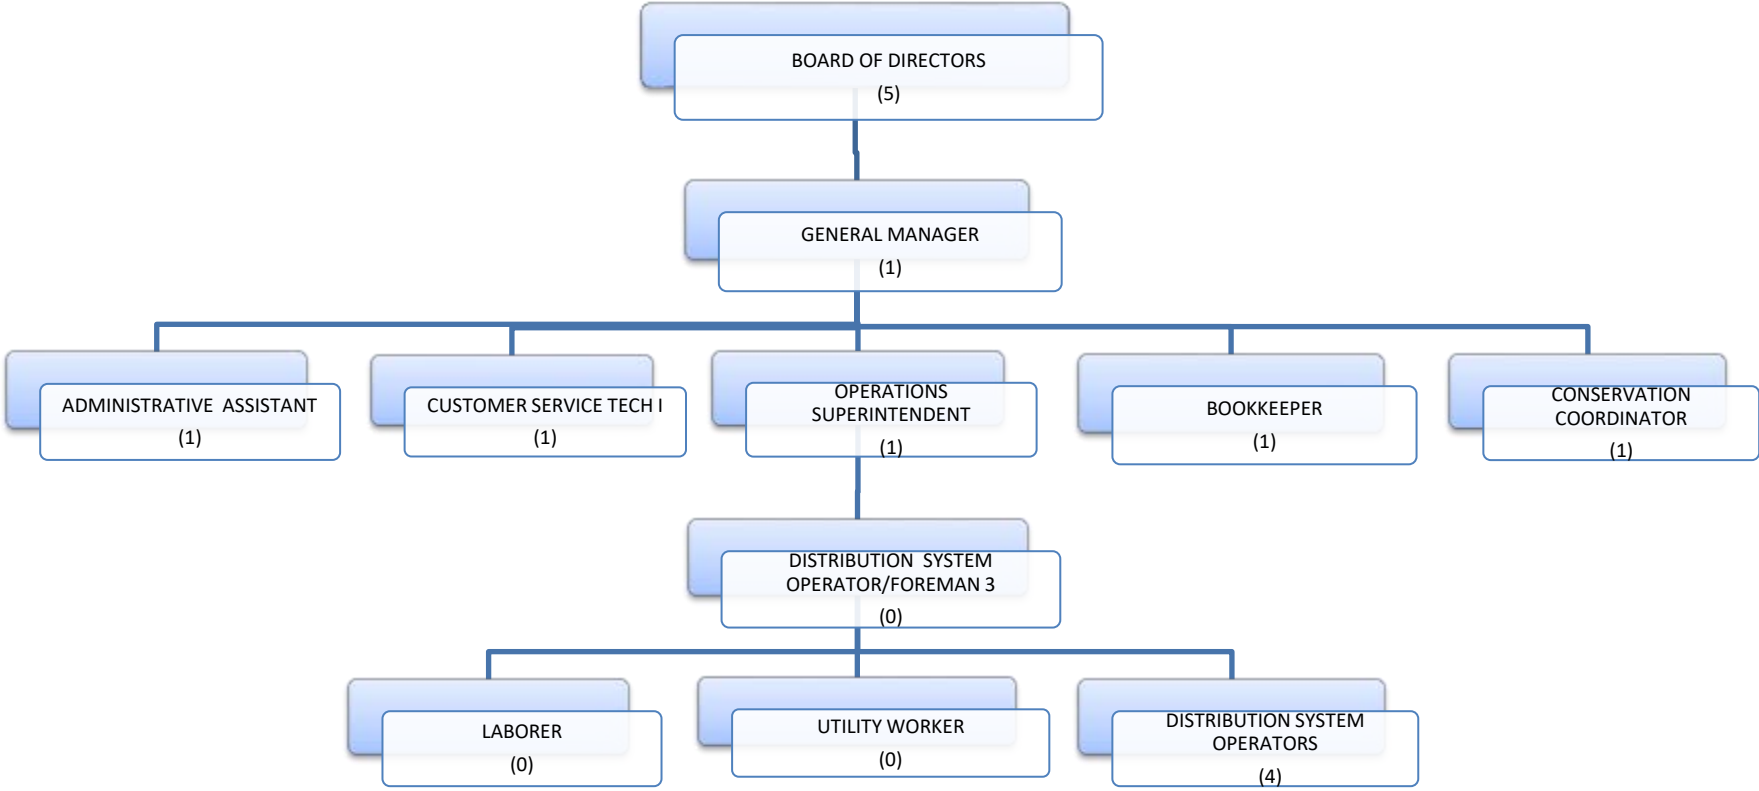 BOARD OF DIRECTORS
(5)
GENERAL MANAGER
(1)
ADMINISTRATIVE ASSISTANT
(1)
CUSTOMER SERVICE TECH I
(1)
OPERATIONS
SUPERINTENDENT
(1)
BOOKKEEPER
(1)
CONSERVATION
COORDINATOR
(1)
DISTRIBUTION SYSTEM
OPERATOR/FOREMAN 3
(0)
LABORER
(0)
UTILITY WORKER
(0)
DISTRIBUTION SYSTEM
OPERATORS
(4)